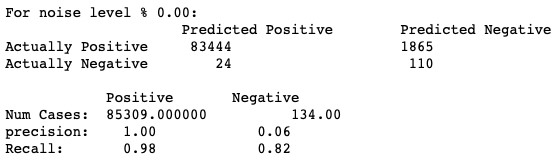 For noise level % 0.00:
Predicted Positive Predicted Negative
Actually Positive 83444 1865
Actually Negative 24 110
Positive Negative
Num Cases: 85309.000000 134.00
precision: 1.00 0.06
Recall: 0.98 0.82